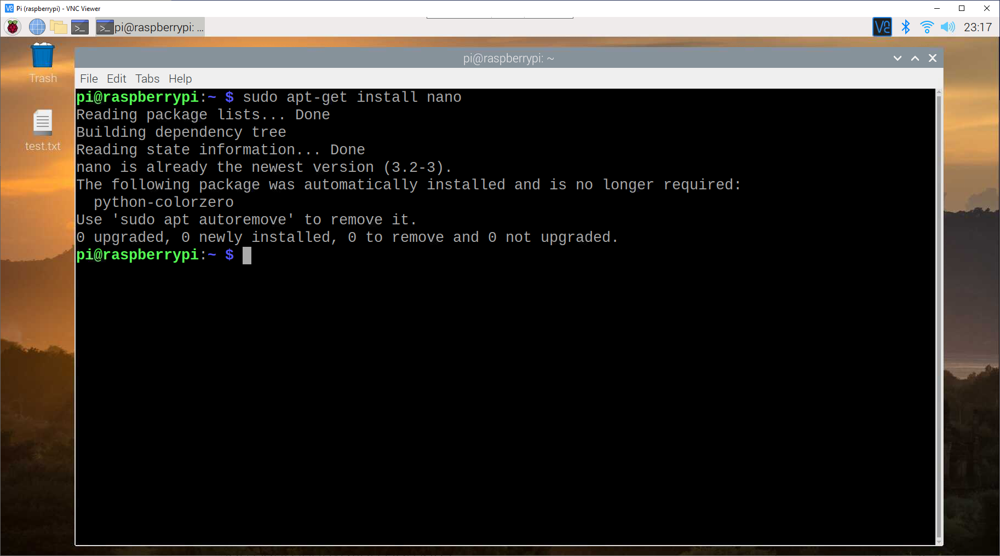 Pi (raspberrypi) - VNC Viewer
pi@raspberrypi: ...
23:17
Trash
test.txt
pi@raspberrypi: ~
File Edit Tabs Help
pi@raspberrypi:~ $ sudo apt-get install nano
Reading package lists... Done
Building dependency tree
Reading state information... Done
nano is already the newest version (3.2-3).
The following package was automatically installed and is no longer required:
  python-colorzero
Use 'sudo apt autoremove' to remove it.
0 upgraded, 0 newly installed, 0 to remove and 0 not upgraded.
pi@raspberrypi:~ $